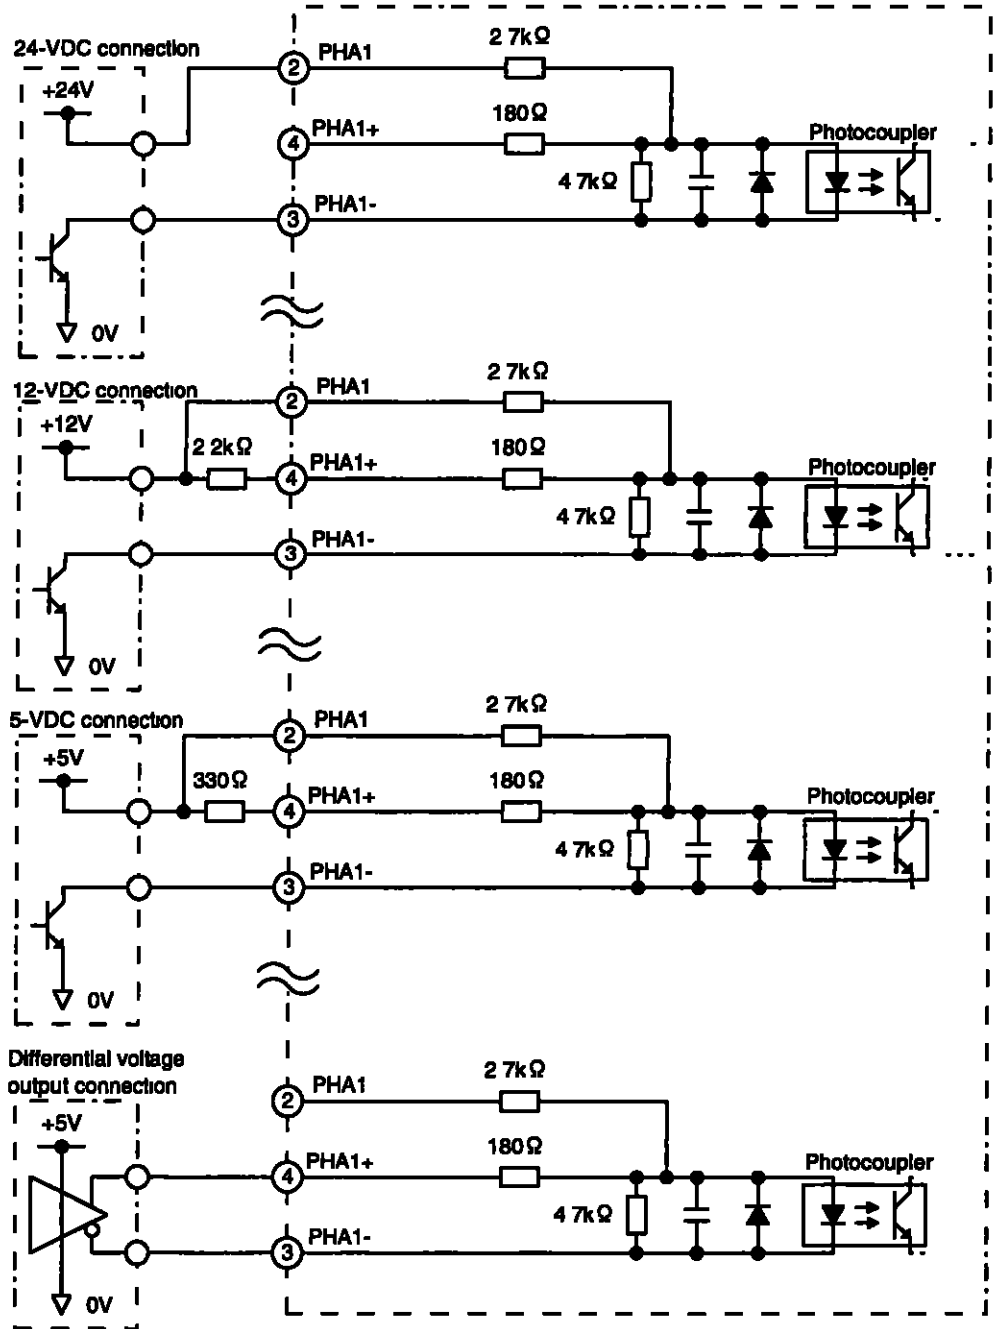 24-VDC connection
+24V
0V
2 PHA1
2 7kΩ
4 PHA1+
180Ω
4 7kΩ
3 PHA1-
Photocoupler
12-VDC connection
+12V
0V
2 2kΩ
2 PHA1
2 7kΩ
4 PHA1+
180Ω
4 7kΩ
3 PHA1-
Photocoupler
5-VDC connection
+5V
0V
330Ω
2 PHA1
2 7kΩ
4 PHA1+
180Ω
4 7kΩ
3 PHA1-
Photocoupler
Differential voltage
output connection
+5V
0V
2 PHA1
2 7kΩ
4 PHA1+
180Ω
4 7kΩ
3 PHA1-
Photocoupler